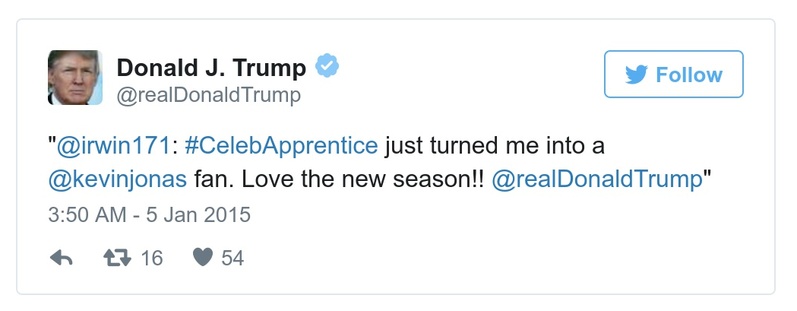 Donald J. Trump
@realDonaldTrump
Follow
"@irwin171: #CelebApprentice just turned me into a
@kevinjonas fan. Love the new season!! @realDonaldTrump"
3:50 AM - 5 Jan 2015
16 54